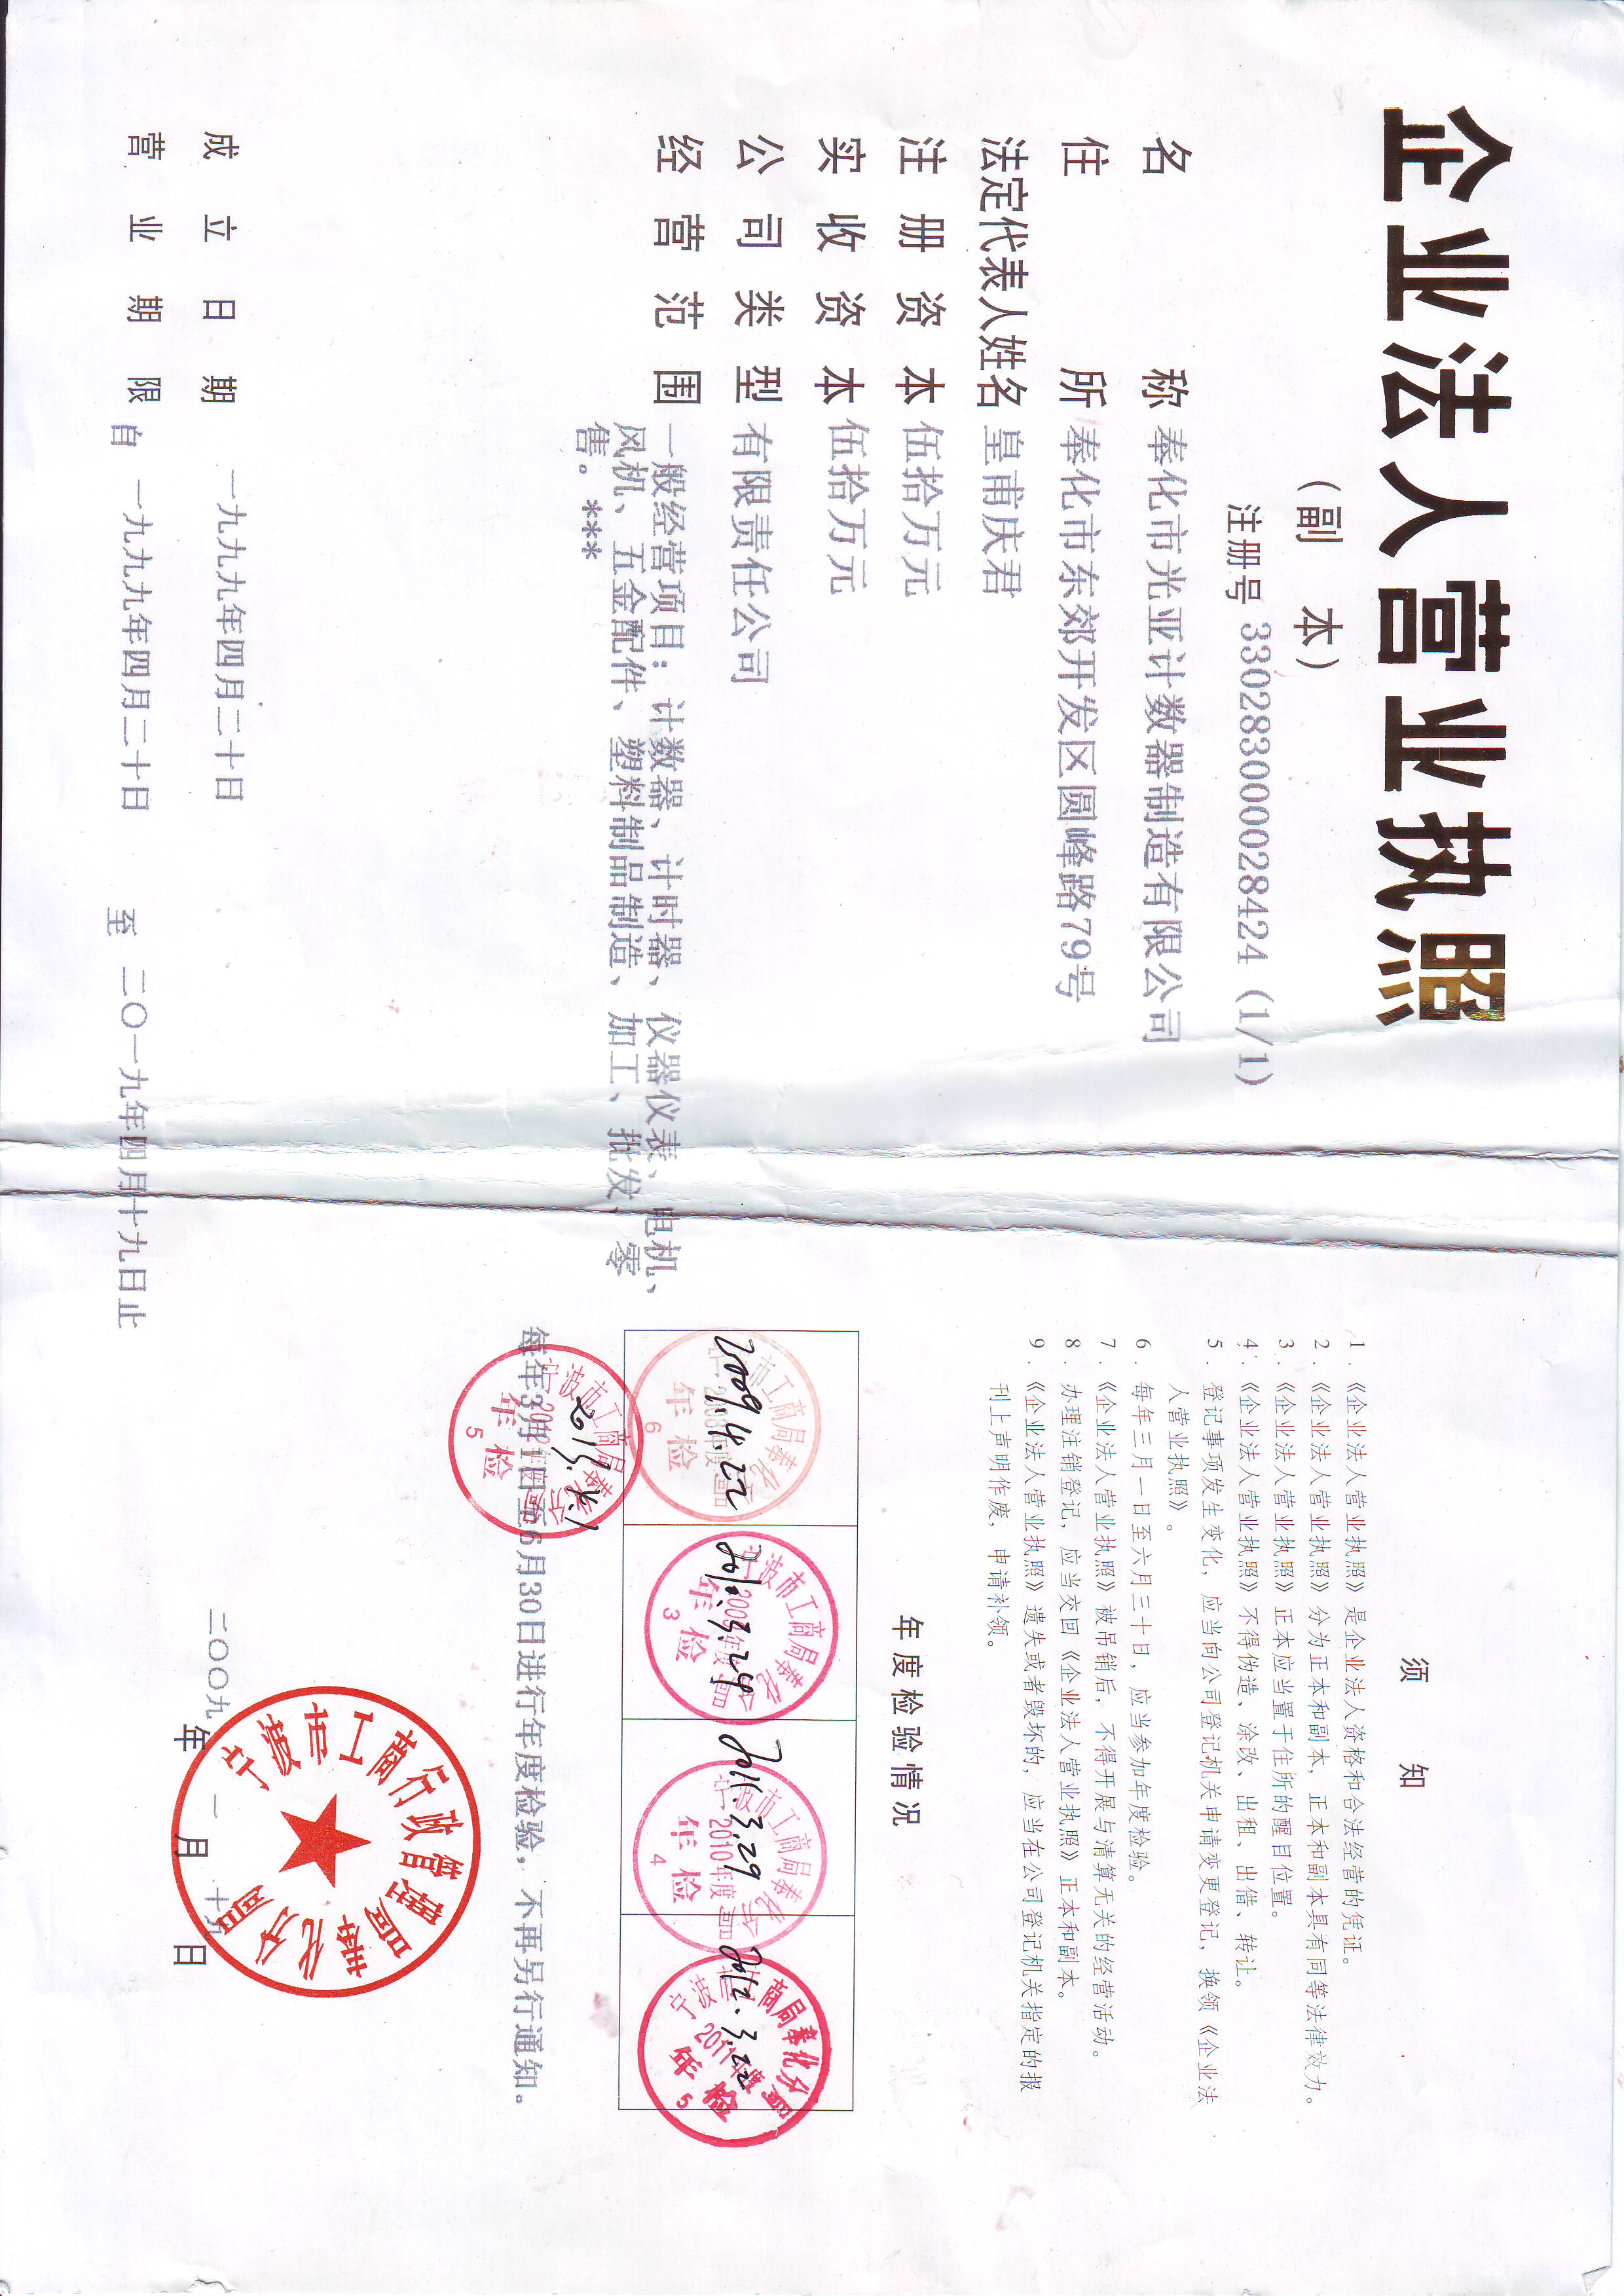 企业法人营业执照
（副 本）
注册号 330283000028424 (1/1)
名 称 奉化市光亚计数器制造有限公司
住 所 奉化市东郊开发区圆峰路79号
法定代表人姓名 皇甫庆君
注 册 资 本 伍拾万元
实 收 资 本 伍拾万元
公 司 类 型 有限责任公司
经 营 范 围 一般经营项目：计数器、计时器、仪器仪表、电机、
风机、五金配件、塑料制品制造、加工、批发、零
售。***
成 立 日 期 一九九九年四月二十日
营 业 期 限 自 一九九九年四月二十日 至 二〇一九年四月十九日止
须 知
1．《企业法人营业执照》是企业法人资格和合法经营的凭证。
2．《企业法人营业执照》分为正本和副本，正本和副本具有同等法律效力。
3．《企业法人营业执照》正本应当置于住所的醒目位置。
4．《企业法人营业执照》不得伪造、涂改、出租、出借、转让。
5．登记事项发生变化，应当向公司登记机关申请变更登记，换领《企业法
人营业执照》。
6．每年三月一日至六月三十日，应当参加年度检验。
7．《企业法人营业执照》被吊销后，不得开展与清算无关的经营活动。
8．办理注销登记，应当交回《企业法人营业执照》正本和副本。
9．《企业法人营业执照》遗失或者毁坏的，应当在公司登记机关指定的报
刊上声明作废，申请补领。
年度检验情况
宁波市工商局奉化分局
2008年度
年检
6
2009.4.22
宁波市工商局奉化分局
2009年度
年检
3
2010.3.29
宁波市工商局奉化分局
2010年度
年检
4
2011.3.29
宁波市工商局奉化分局
2011年度
年检
5
2012.3.22
宁波市工商局奉化分局
2012年度
年检
5
2013.4.1
每年3月1日至6月30日进行年度检验，不再另行通知。
宁波市工商行政管理局奉化分局
二〇〇九年 一 月 十九 日